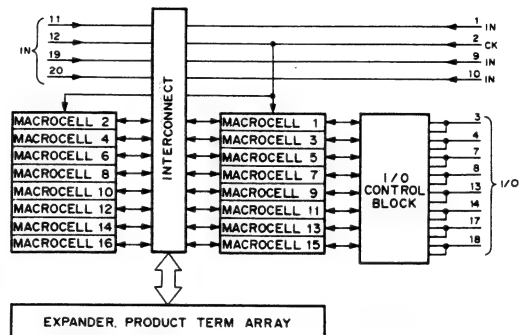 11
12
19
20
IN
INTERCONNECT
1 IN
2 CK
9 IN
10 IN
MACROCELL 2
MACROCELL 4
MACROCELL 6
MACROCELL 8
MACROCELL 10
MACROCELL 12
MACROCELL 14
MACROCELL 16
MACROCELL 1
MACROCELL 3
MACROCELL 5
MACROCELL 7
MACROCELL 9
MACROCELL 11
MACROCELL 13
MACROCELL 15
I/O
CONTROL
BLOCK
3
4
7
8
13
14
17
18
I/O
EXPANDER, PRODUCT TERM ARRAY